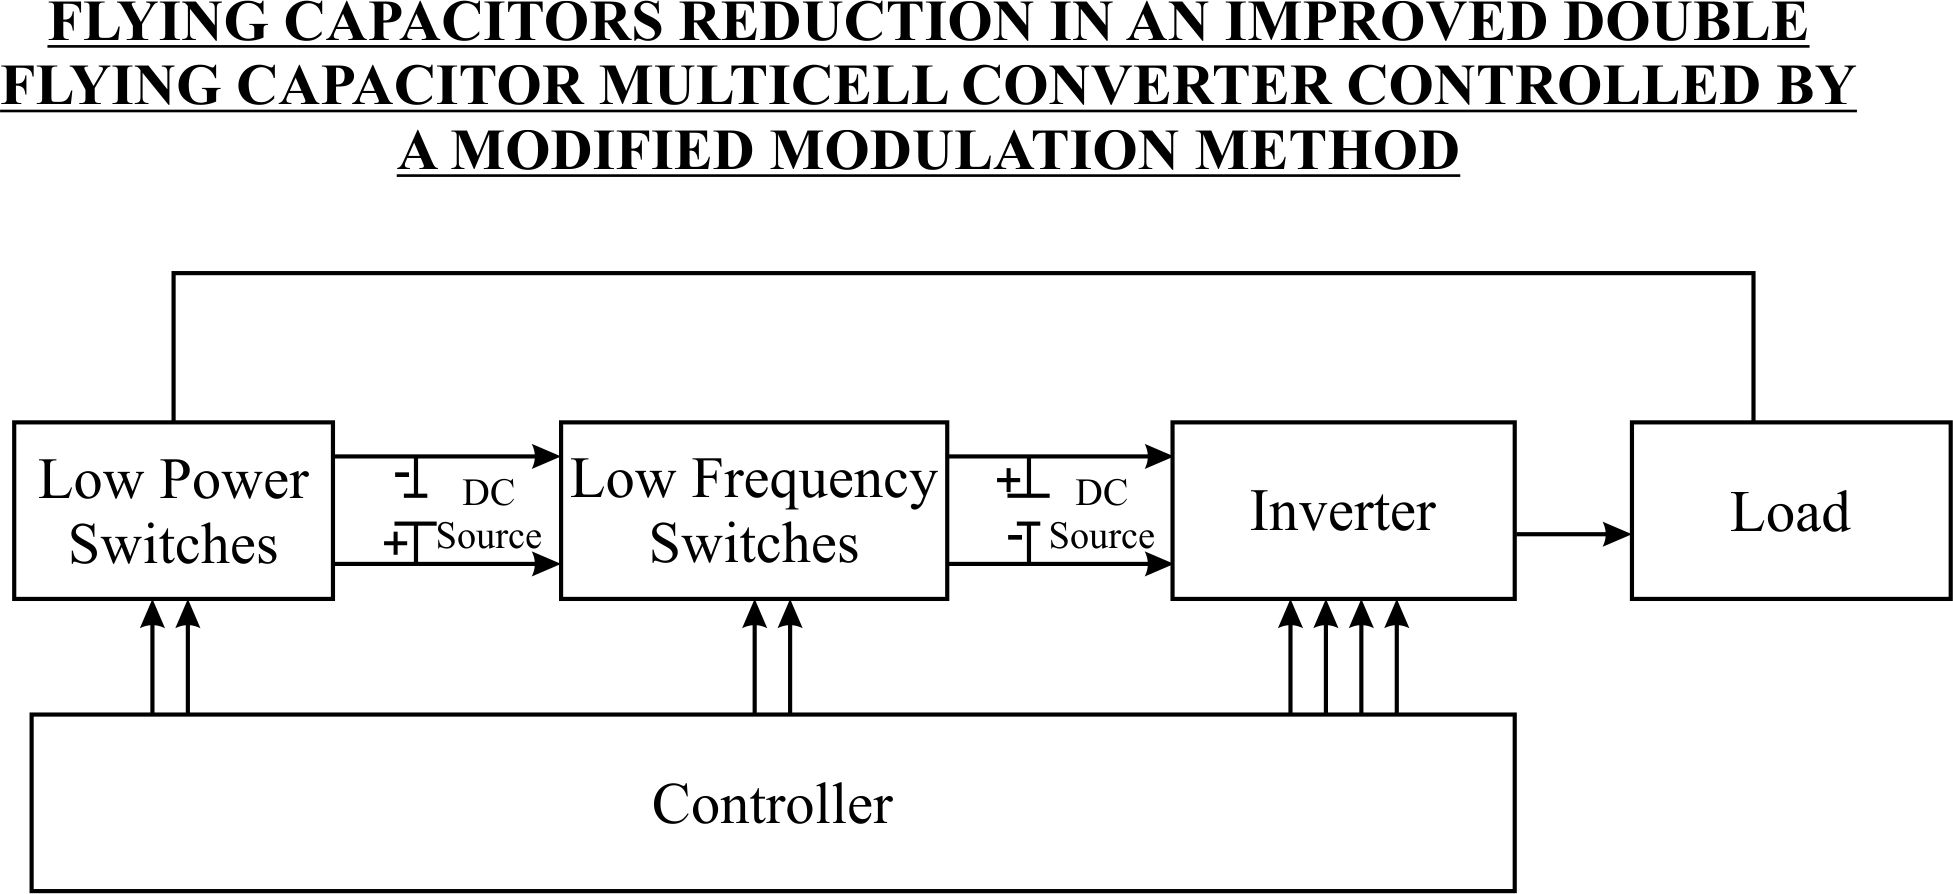 FLYING CAPACITORS REDUCTION IN AN IMPROVED DOUBLE
FLYING CAPACITOR MULTICELL CONVERTER CONTROLLED BY
A MODIFIED MODULATION METHOD
Low Power
Switches
-
+
DC
Source
Low Frequency
Switches
+
-
DC
Source
Inverter
Load
Controller